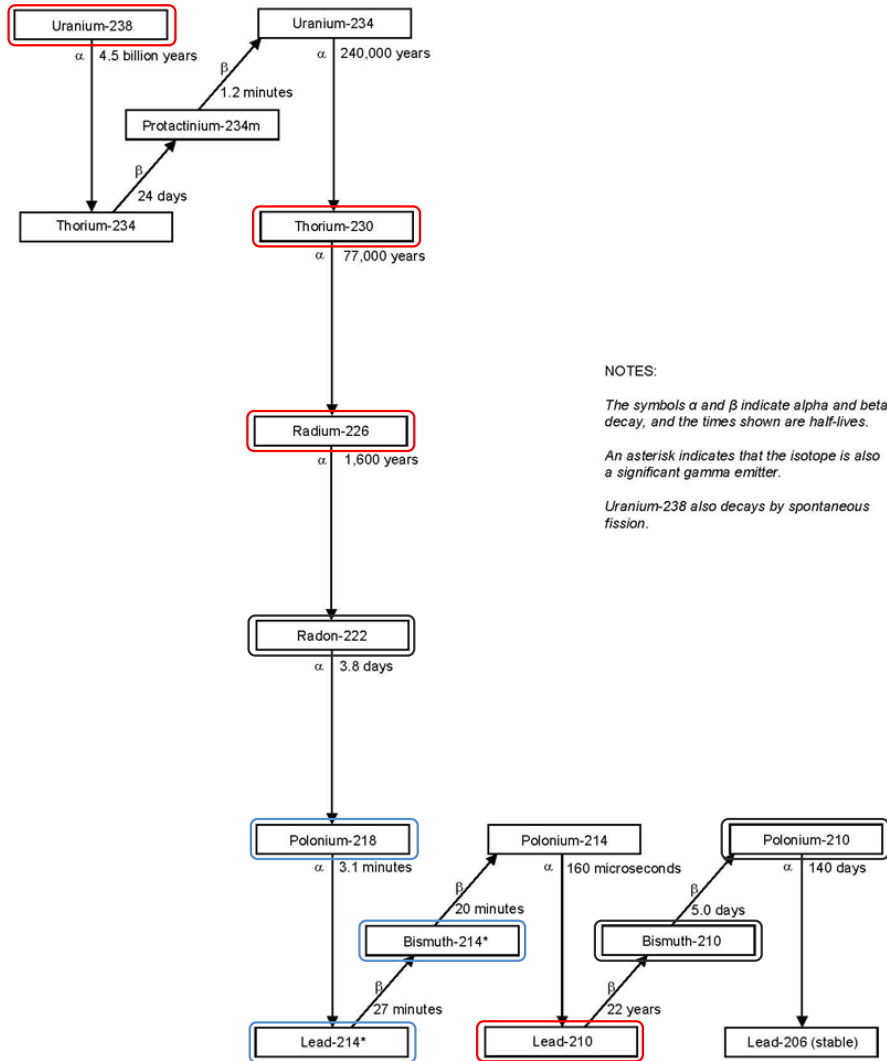 Uranium-238
Uranium-234
α 4.5 billion years
α 240,000 years
β
1.2 minutes
Protactinium-234m
β
24 days
Thorium-234
Thorium-230
α 77,000 years
NOTES:
The symbols α and β indicate alpha and beta
decay, and the times shown are half-lives.
An asterisk indicates that the isotope is also
a significant gamma emitter.
Uranium-238 also decays by spontaneous
fission.
Radium-226
α 1,600 years
Radon-222
α 3.8 days
Polonium-218
Polonium-214
Polonium-210
α 3.1 minutes
α 160 microseconds
α 140 days
β
20 minutes
β
5.0 days
Bismuth-214*
Bismuth-210
β
27 minutes
β
22 years
Lead-214*
Lead-210
Lead-206 (stable)